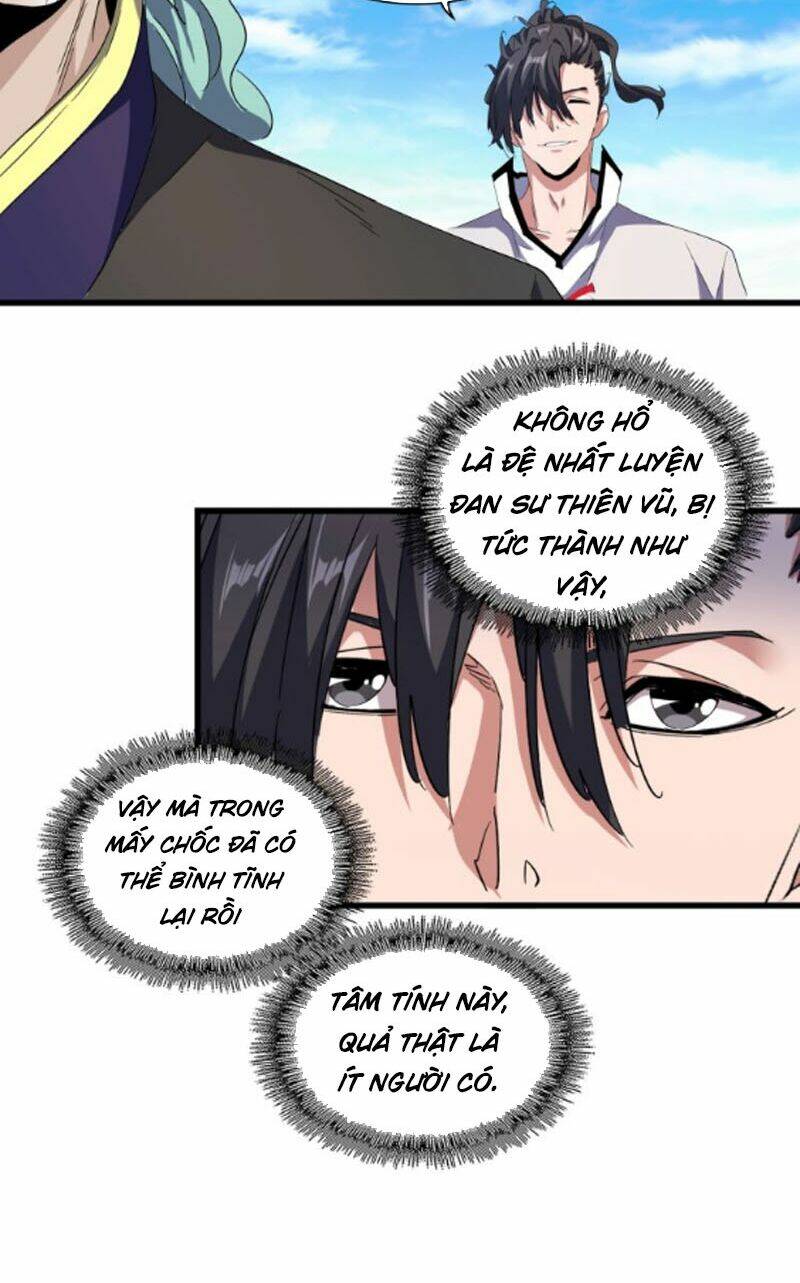 KHÔNG HỔ
LÀ ĐỆ NHẤT LUYỆN
ĐAN SƯ THIÊN VŨ, BỊ
TỨC THÀNH NHƯ
VẬY,
VẬY MÀ TRONG
MẤY CHỐC ĐÃ CÓ
THỂ BÌNH TĨNH
LẠI RỒI
TÂM TÍNH NÀY,
QUẢ THẬT LÀ
ÍT NGƯỜI CÓ.